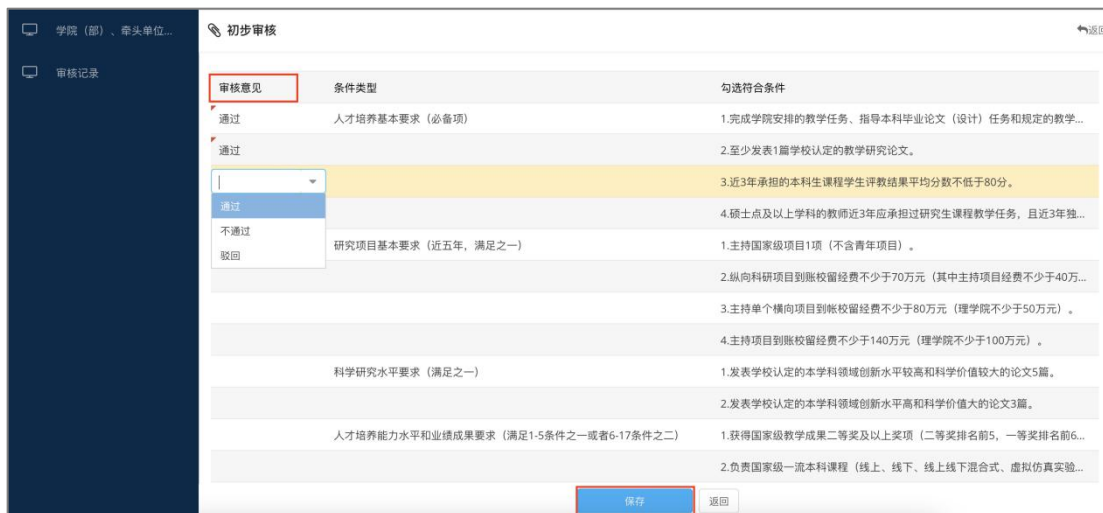 学院（部）、牵头单位...
审核记录
初步审核
返回
审核意见 条件类型 勾选符合条件
通过 人才培养基本要求（必备项） 1.完成学院安排的教学任务、指导本科毕业论文（设计）任务和规定的教学...
通过 2.至少发表1篇学校认定的教学研究论文。
3.近3年承担的本科生课程学生评教结果平均分数不低于80分。
通过
4.硕士点及以上学科的教师近3年应承担过研究生课程教学任务，且近3年独...
不通过
研究项目基本要求（近五年，满足之一） 1.主持国家级项目1项（不含青年项目）。
驳回
2.纵向科研项目到账校留经费不少于70万元（其中主持项目经费不少于40万...
3.主持单个横向项目到帐校留经费不少于80万元（理学院不少于50万元）。
4.主持项目到账校留经费不少于140万元（理学院不少于100万元）。
科学研究水平要求（满足之一） 1.发表学校认定的本学科领域创新水平较高和科学价值较大的论文5篇。
2.发表学校认定的本学科领域创新水平高和科学价值大的论文3篇。
人才培养能力水平和业绩成果要求（满足1-5条件之一或者6-17条件之二） 1.获得国家级教学成果二等奖及以上奖项（二等奖排名前5，一等奖排名前6...
2.负责国家级一流本科课程（线上、线下、线上线下混合式、虚拟仿真实验...
保存 返回